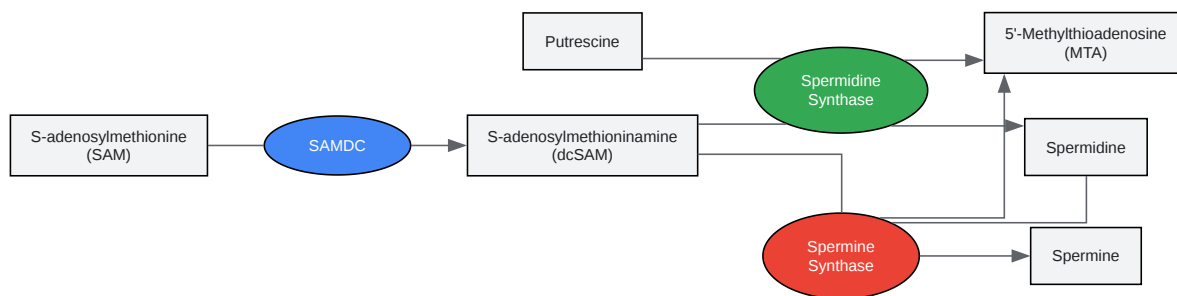 Putrescine
5'-Methylthioadenosine
(MTA)
Spermidine
Synthase
S-adenosylmethionine
(SAM)
SAMDC
S-adenosylmethioninamine
(dcSAM)
Spermidine
Spermine
Synthase
Spermine